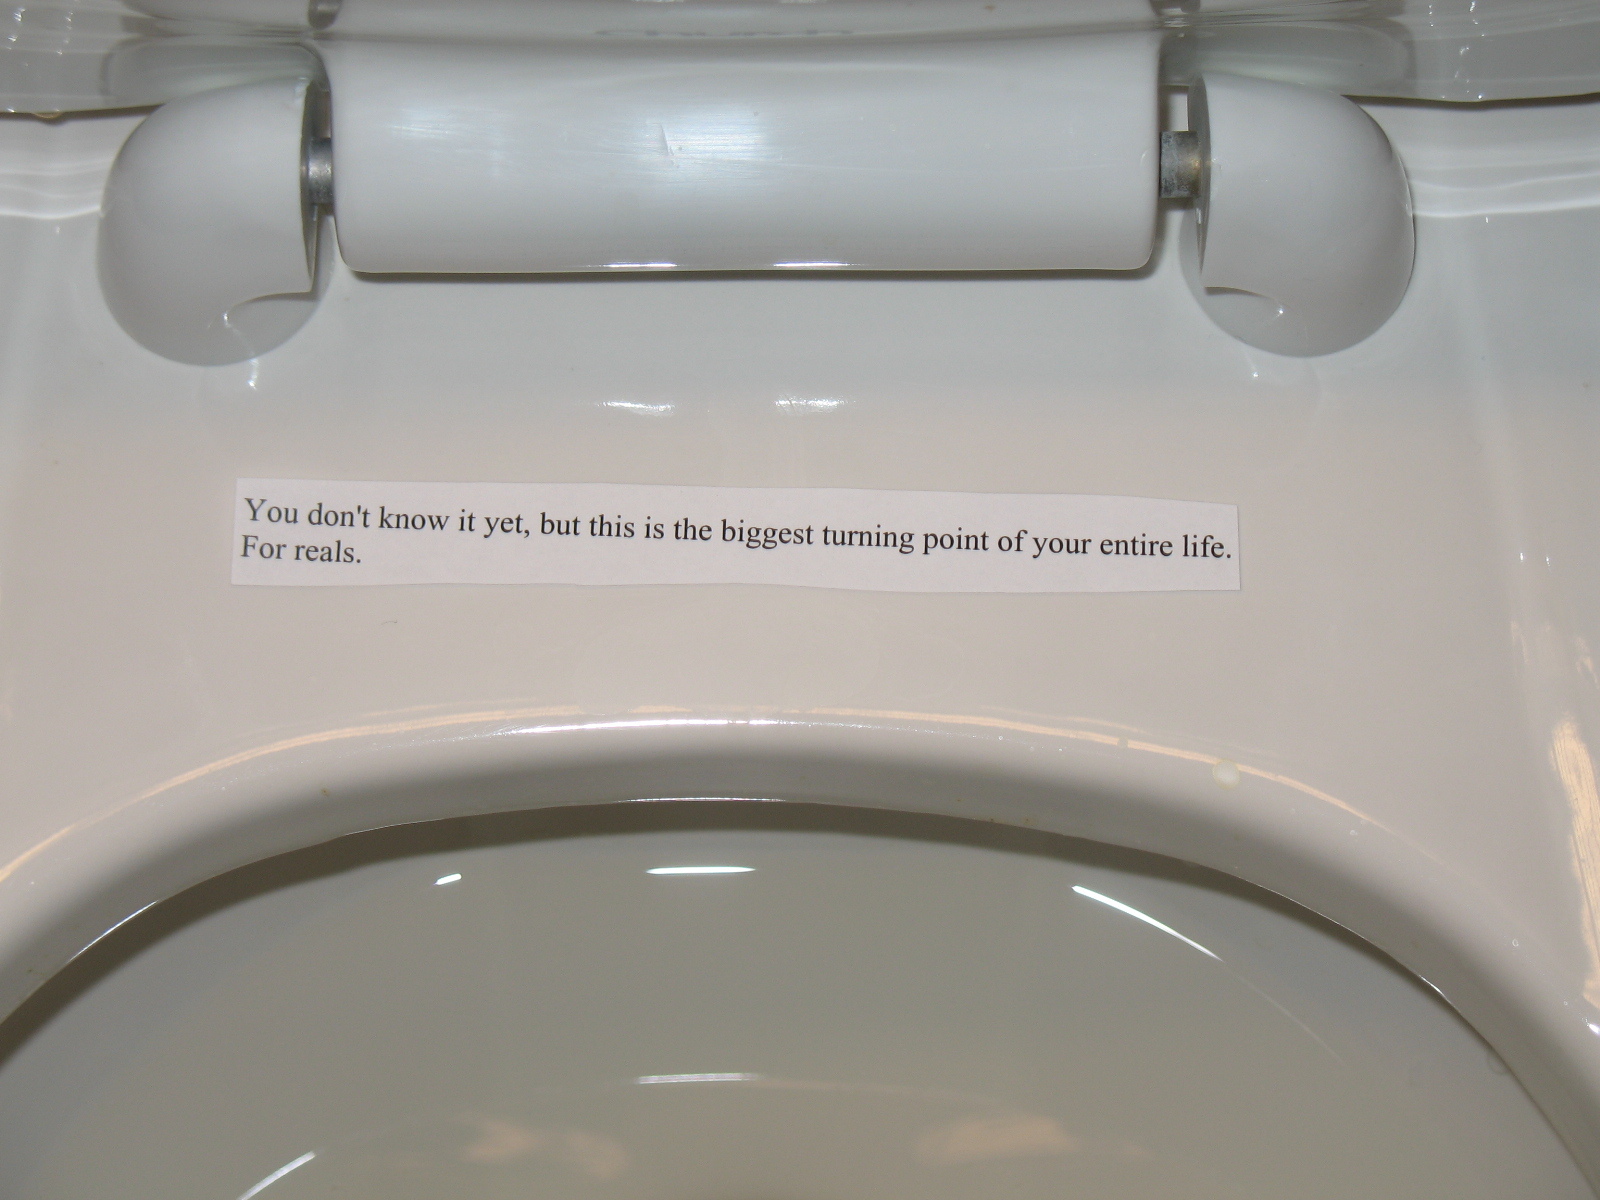 You don't know it yet, but this is the biggest turning point of your entire life.
For reals.